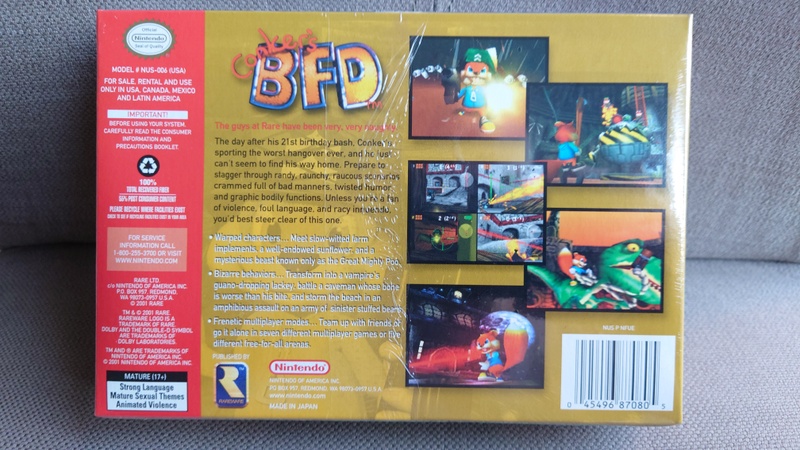 Official
Nintendo
Seal of Quality
MODEL # NUS-006 (USA)
FOR SALE, RENTAL AND USE
ONLY IN USA, CANADA, MEXICO
AND LATIN AMERICA
IMPORTANT!
BEFORE USING YOUR SYSTEM,
CAREFULLY READ THE CONSUMER
INFORMATION AND
PRECAUTIONS BOOKLET.
100%
TOTAL RECOVERED FIBER
50% POST-CONSUMER CONTENT
PLEASE RECYCLE WHERE FACILITIES EXIST
FOR SERVICE
INFORMATION CALL
1-800-255-3700 OR VISIT
WWW.NINTENDO.COM
RARE LTD.
c/o NINTENDO OF AMERICA INC.
P.O. BOX 957, REDMOND,
WA 98073-0957 U.S.A.
© 2001 RARE
TM & © 2001 RARE
RAREWARE LOGO IS A
TRADEMARK OF RARE.
DOLBY AND THE DOUBLE-D SYMBOL
ARE TRADEMARKS OF
DOLBY LABORATORIES.
TM AND ® ARE TRADEMARKS OF
NINTENDO OF AMERICA INC.
© 2001 NINTENDO OF AMERICA INC.
MATURE (17+)
Strong Language
Mature Sexual Themes
Animated Violence
Conker's
BFD
TM
The guys at Rare have been very, very naughty.
The day after his 21st birthday bash, Conker's
sporting the worst hangover ever, and he just
can't seem to find his way home. Prepare to
stagger through randy, raunchy, raucous scenarios
crammed full of bad manners, twisted humor
and graphic bodily functions. Unless you're a fan
of violence, foul language, and racy innuendo,
you'd best steer clear of this one.
• Warped characters... Meet slow-witted farm
implements, a well-endowed sunflower, and a
mysterious beast known only as the Great Mighty Poo.
• Bizarre behaviors... Transform into a vampire's
guano-dropping lackey, battle a caveman whose bone
is worse than his bite, and storm the beach in an
amphibious assault on an army of sinister stuffed bears.
• Frenetic multiplayer modes... Team up with friends or
go it alone in seven different multiplayer games or five
different free-for-all arenas.
PUBLISHED BY
R
RAREWARE
Nintendo
NINTENDO OF AMERICA INC.
PO BOX 957, REDMOND, WA 98073-0957 U.S.A.
www.nintendo.com
MADE IN JAPAN
NUS P NFUE
0 45496 87080 5